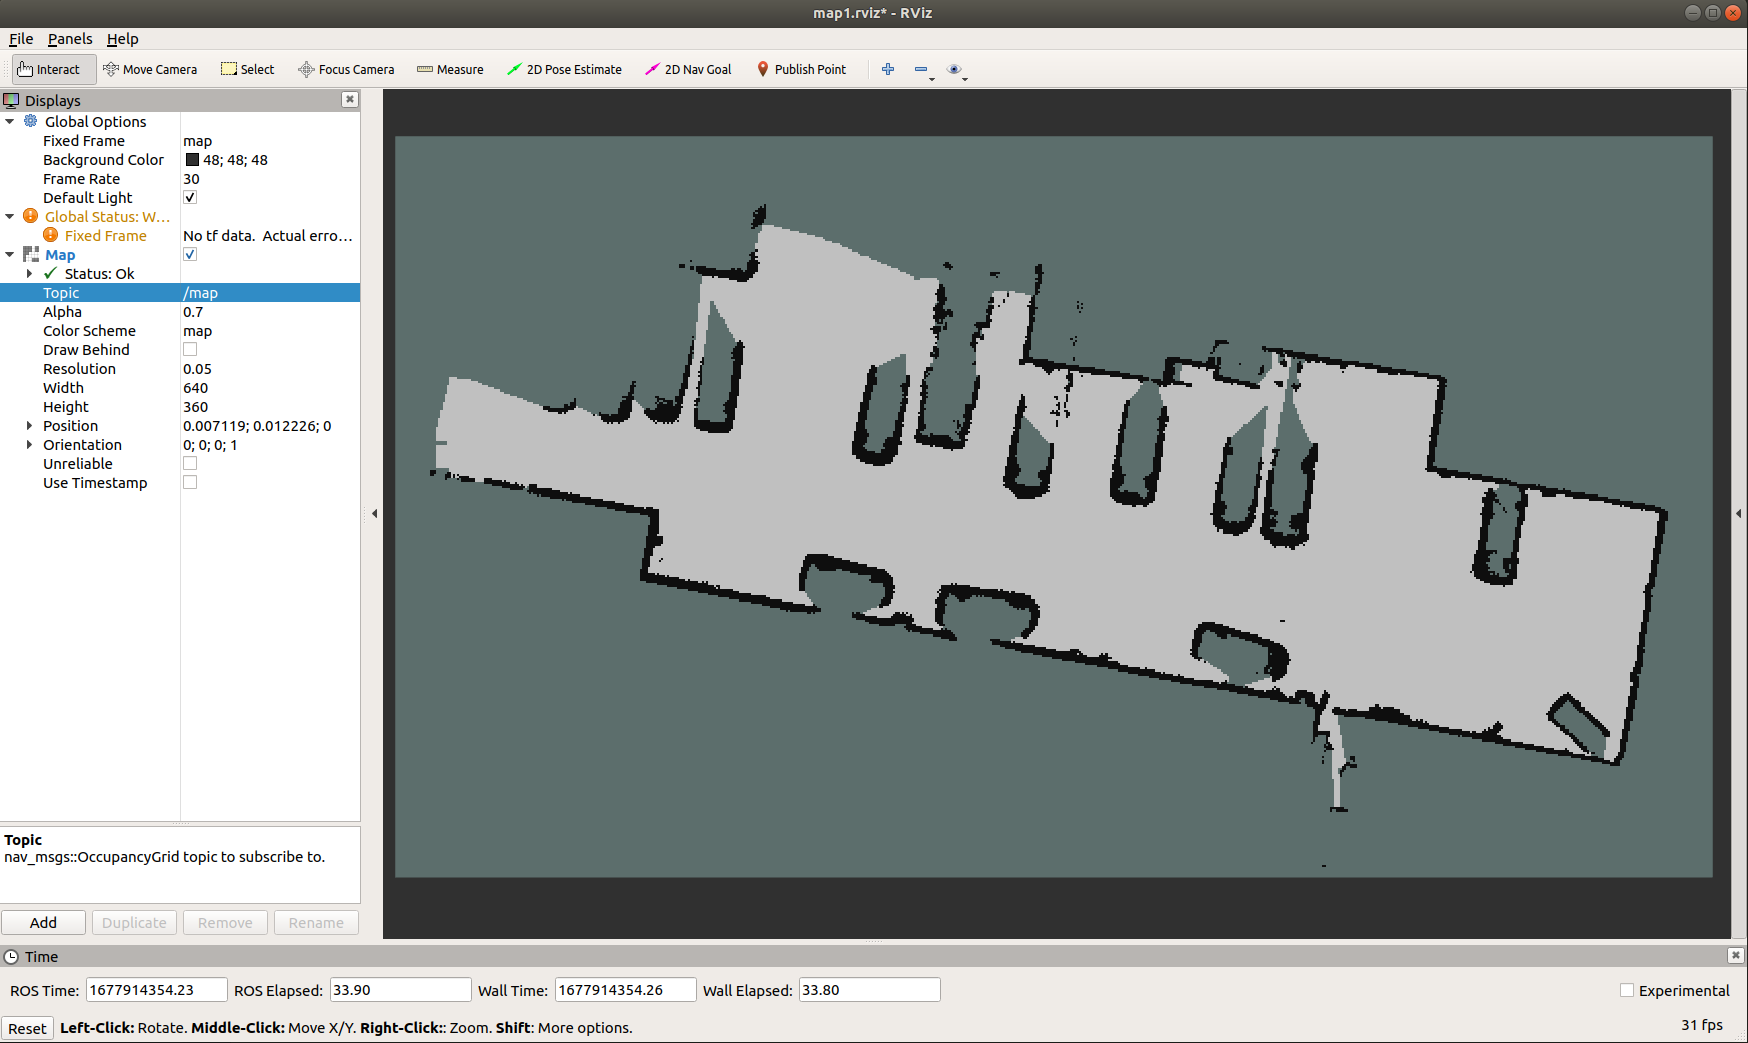 map1.rviz* - RViz
File Panels Help
Interact Move Camera Select Focus Camera Measure 2D Pose Estimate 2D Nav Goal Publish Point
Displays
Global Options
Fixed Frame map
Background Color 48; 48; 48
Frame Rate 30
Default Light
Global Status: W...
Fixed Frame No tf data. Actual erro...
Map
Status: Ok
Topic /map
Alpha 0.7
Color Scheme map
Draw Behind
Resolution 0.05
Width 640
Height 360
Position 0.007119; 0.012226; 0
Orientation 0; 0; 0; 1
Unreliable
Use Timestamp
Topic
nav_msgs::OccupancyGrid topic to subscribe to.
Add Duplicate Remove Rename
Time
ROS Time: 1677914354.23 ROS Elapsed: 33.90 Wall Time: 1677914354.26 Wall Elapsed: 33.80 Experimental
Reset Left-Click: Rotate. Middle-Click: Move X/Y. Right-Click:: Zoom. Shift: More options. 31 fps